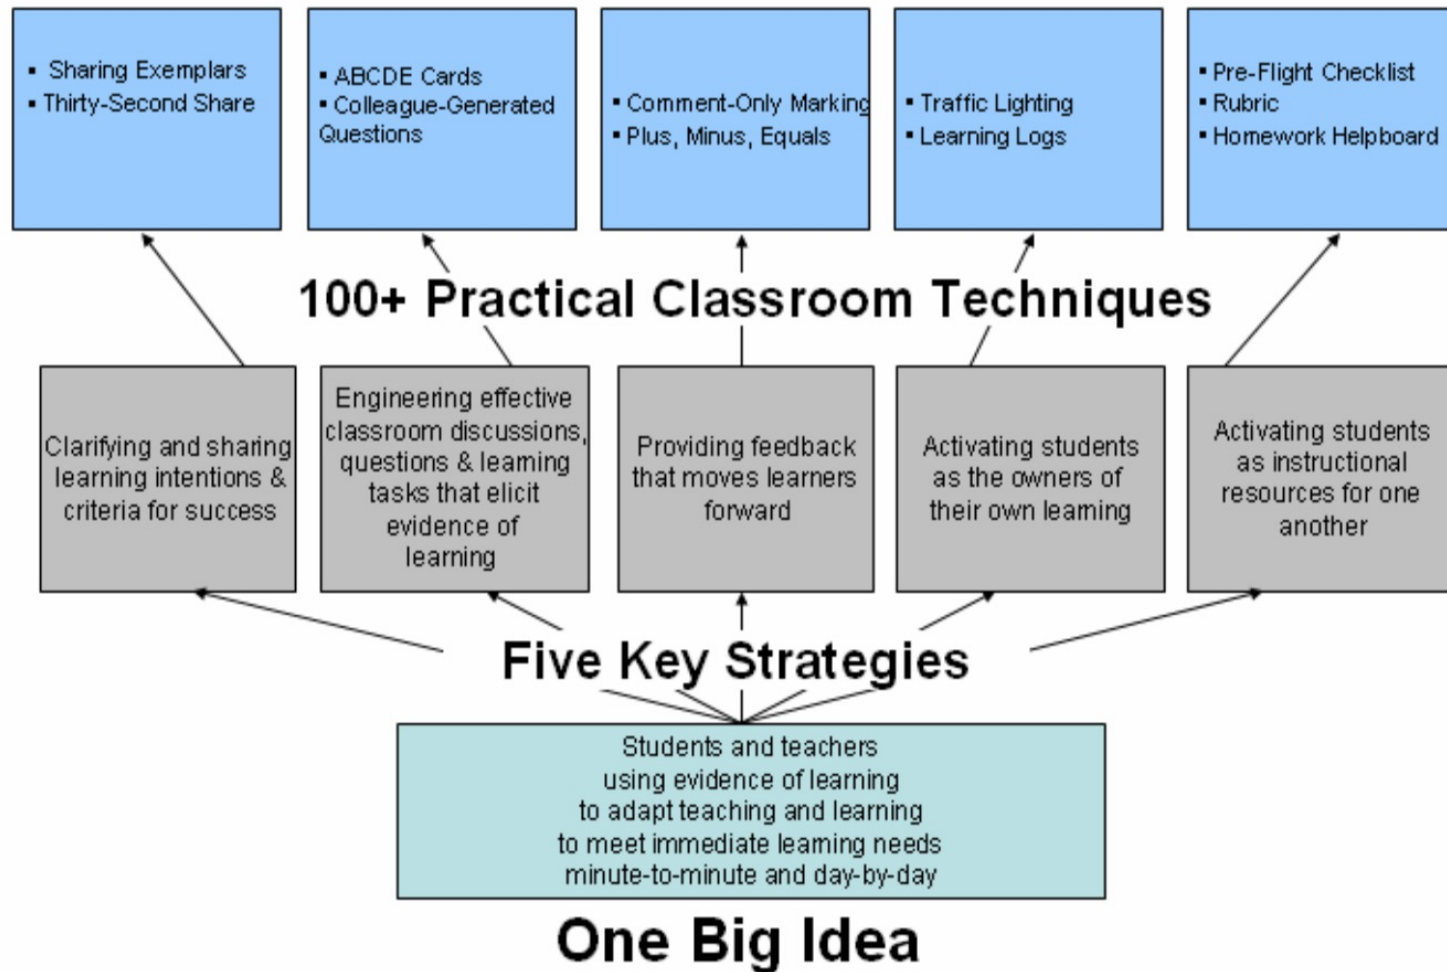 ▪ Sharing Exemplars
▪ Thirty-Second Share
▪ ABCDE Cards
▪ Colleague-Generated
Questions
▪ Comment-Only Marking
▪ Plus, Minus, Equals
▪ Traffic Lighting
▪ Learning Logs
▪ Pre-Flight Checklist
▪ Rubric
▪ Homework Helpboard
100+ Practical Classroom Techniques
Clarifying and sharing
learning intentions &
criteria for success
Engineering effective
classroom discussions,
questions & learning
tasks that elicit
evidence of
learning
Providing feedback
that moves learners
forward
Activating students
as the owners of
their own learning
Activating students
as instructional
resources for one
another
Five Key Strategies
Students and teachers
using evidence of learning
to adapt teaching and learning
to meet immediate learning needs
minute-to-minute and day-by-day
One Big Idea